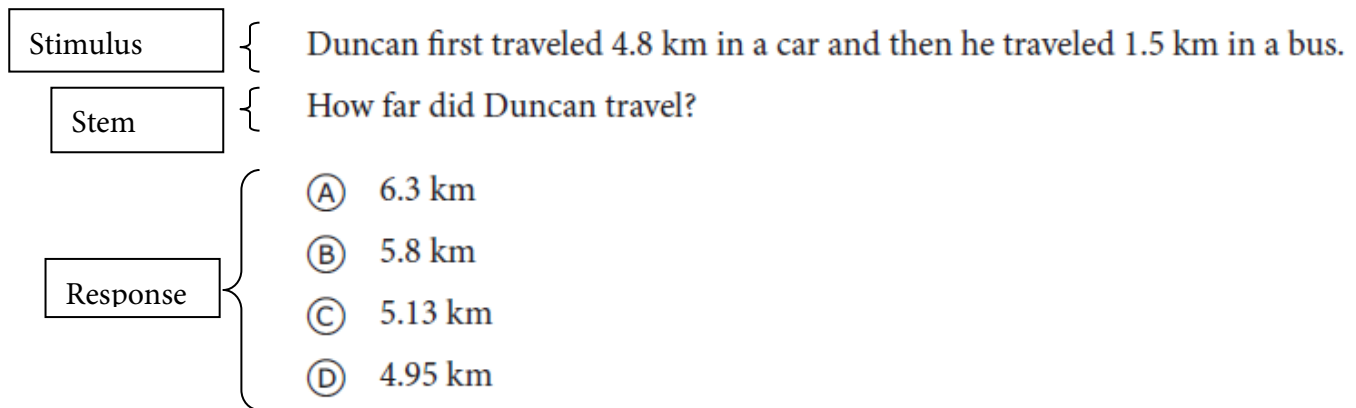 Stimulus
Duncan first traveled 4.8 km in a car and then he traveled 1.5 km in a bus.
Stem
How far did Duncan travel?
Response
A 6.3 km
B 5.8 km
C 5.13 km
D 4.95 km